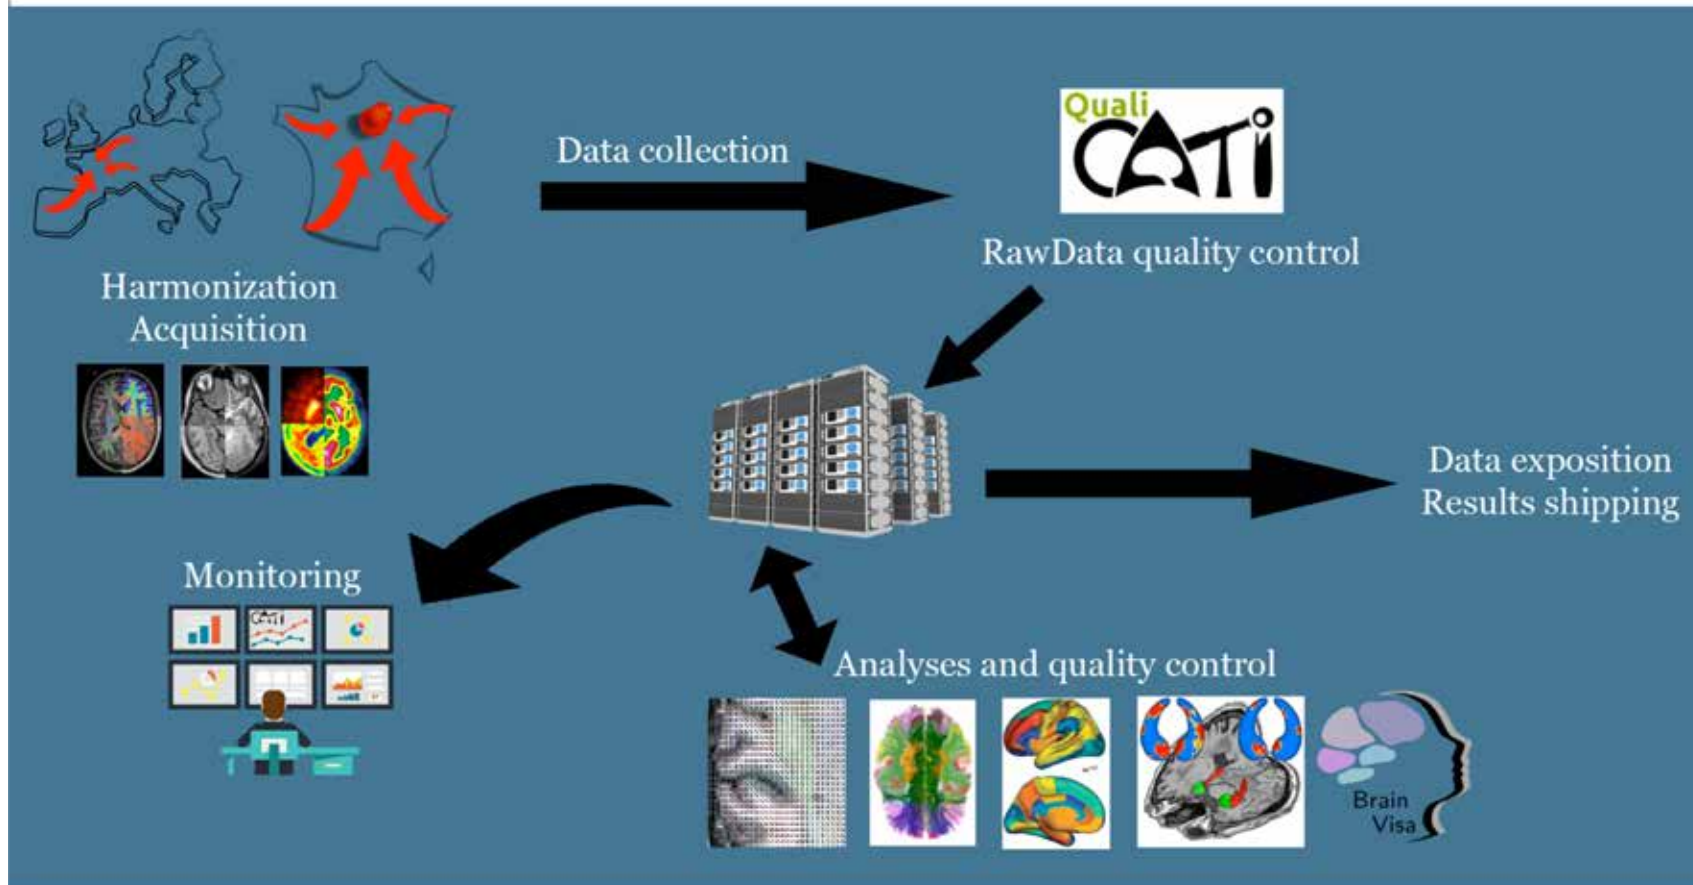 Data collection
Quali
CATi
RawData quality control
Harmonization
Acquisition
Data exposition
Results shipping
Monitoring
CATi
Analyses and quality control
Brain
Visa